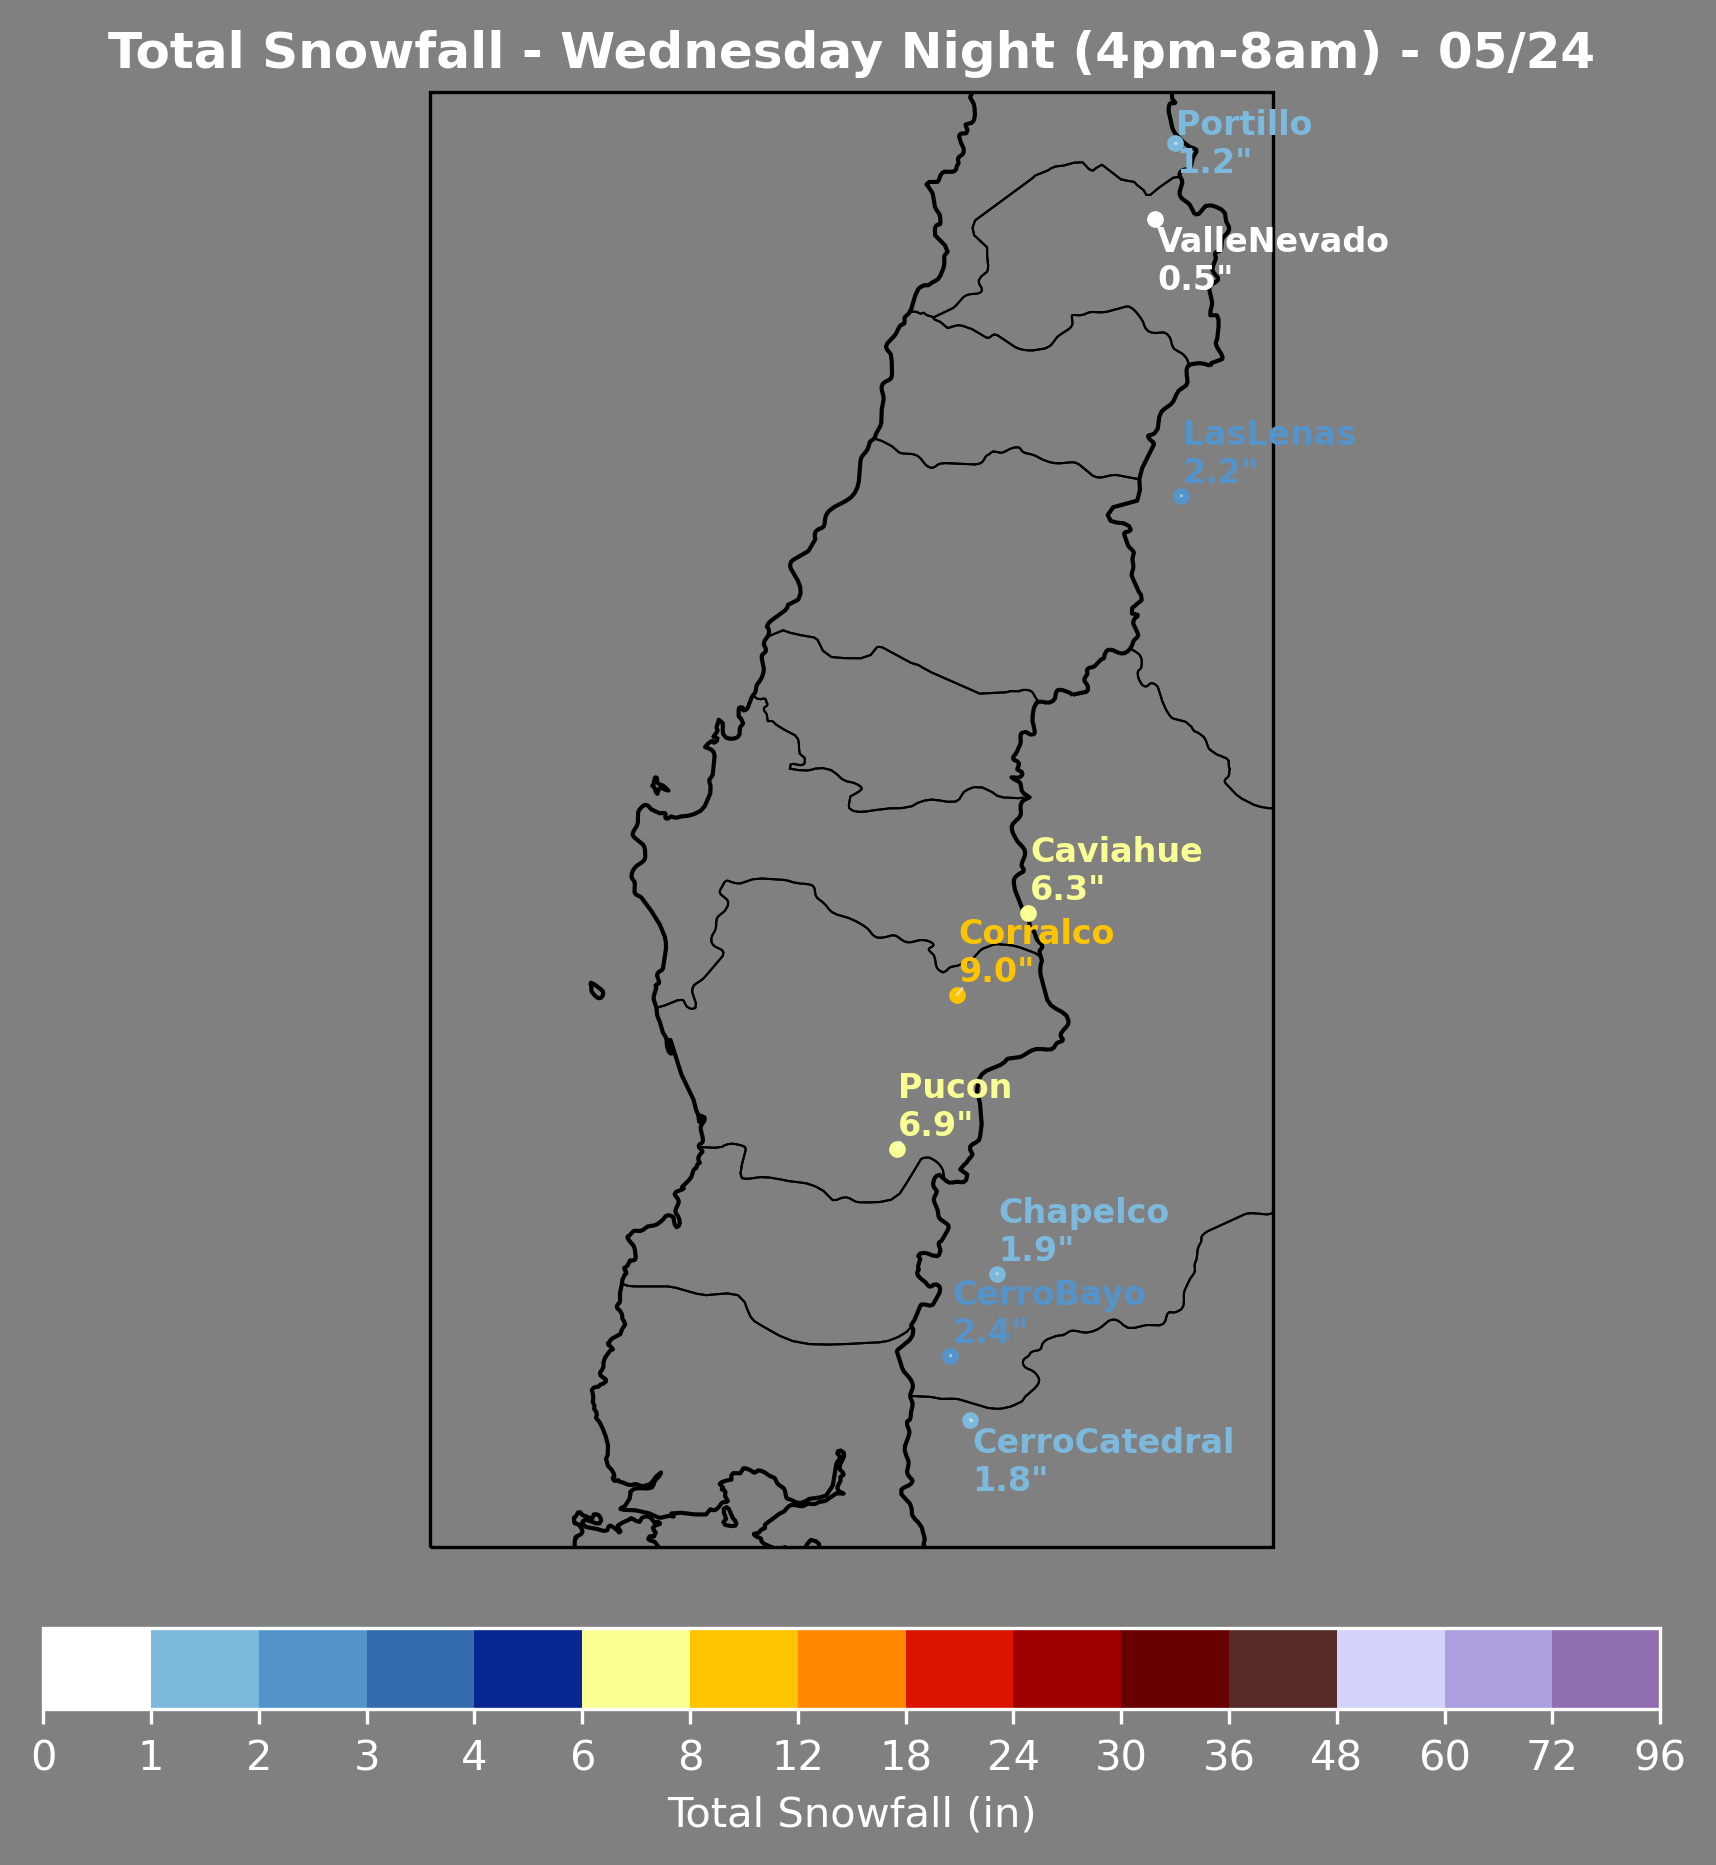 Total Snowfall - Wednesday Night (4pm-8am) - 05/24
Portillo
1.2"
ValleNevado
0.5"
LasLenas
2.2"
Caviahue
6.3"
Corralco
9.0"
Pucon
6.9"
Chapelco
1.9"
CerroBayo
2.4"
CerroCatedral
1.8"
0 1 2 3 4 6 8 12 18 24 30 36 48 60 72 96
Total Snowfall (in)